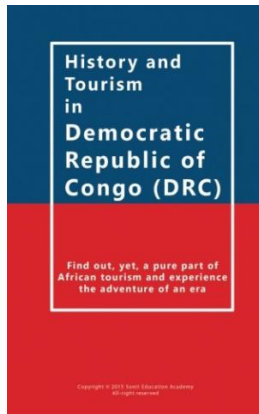 History and
Tourism
in
Democratic
Republic of
Congo (DRC)
Find out, yet, a pure part of
African tourism and experience
the adventure of an era
Copyright © 2015 Sonit Education Academy
All-right reserved